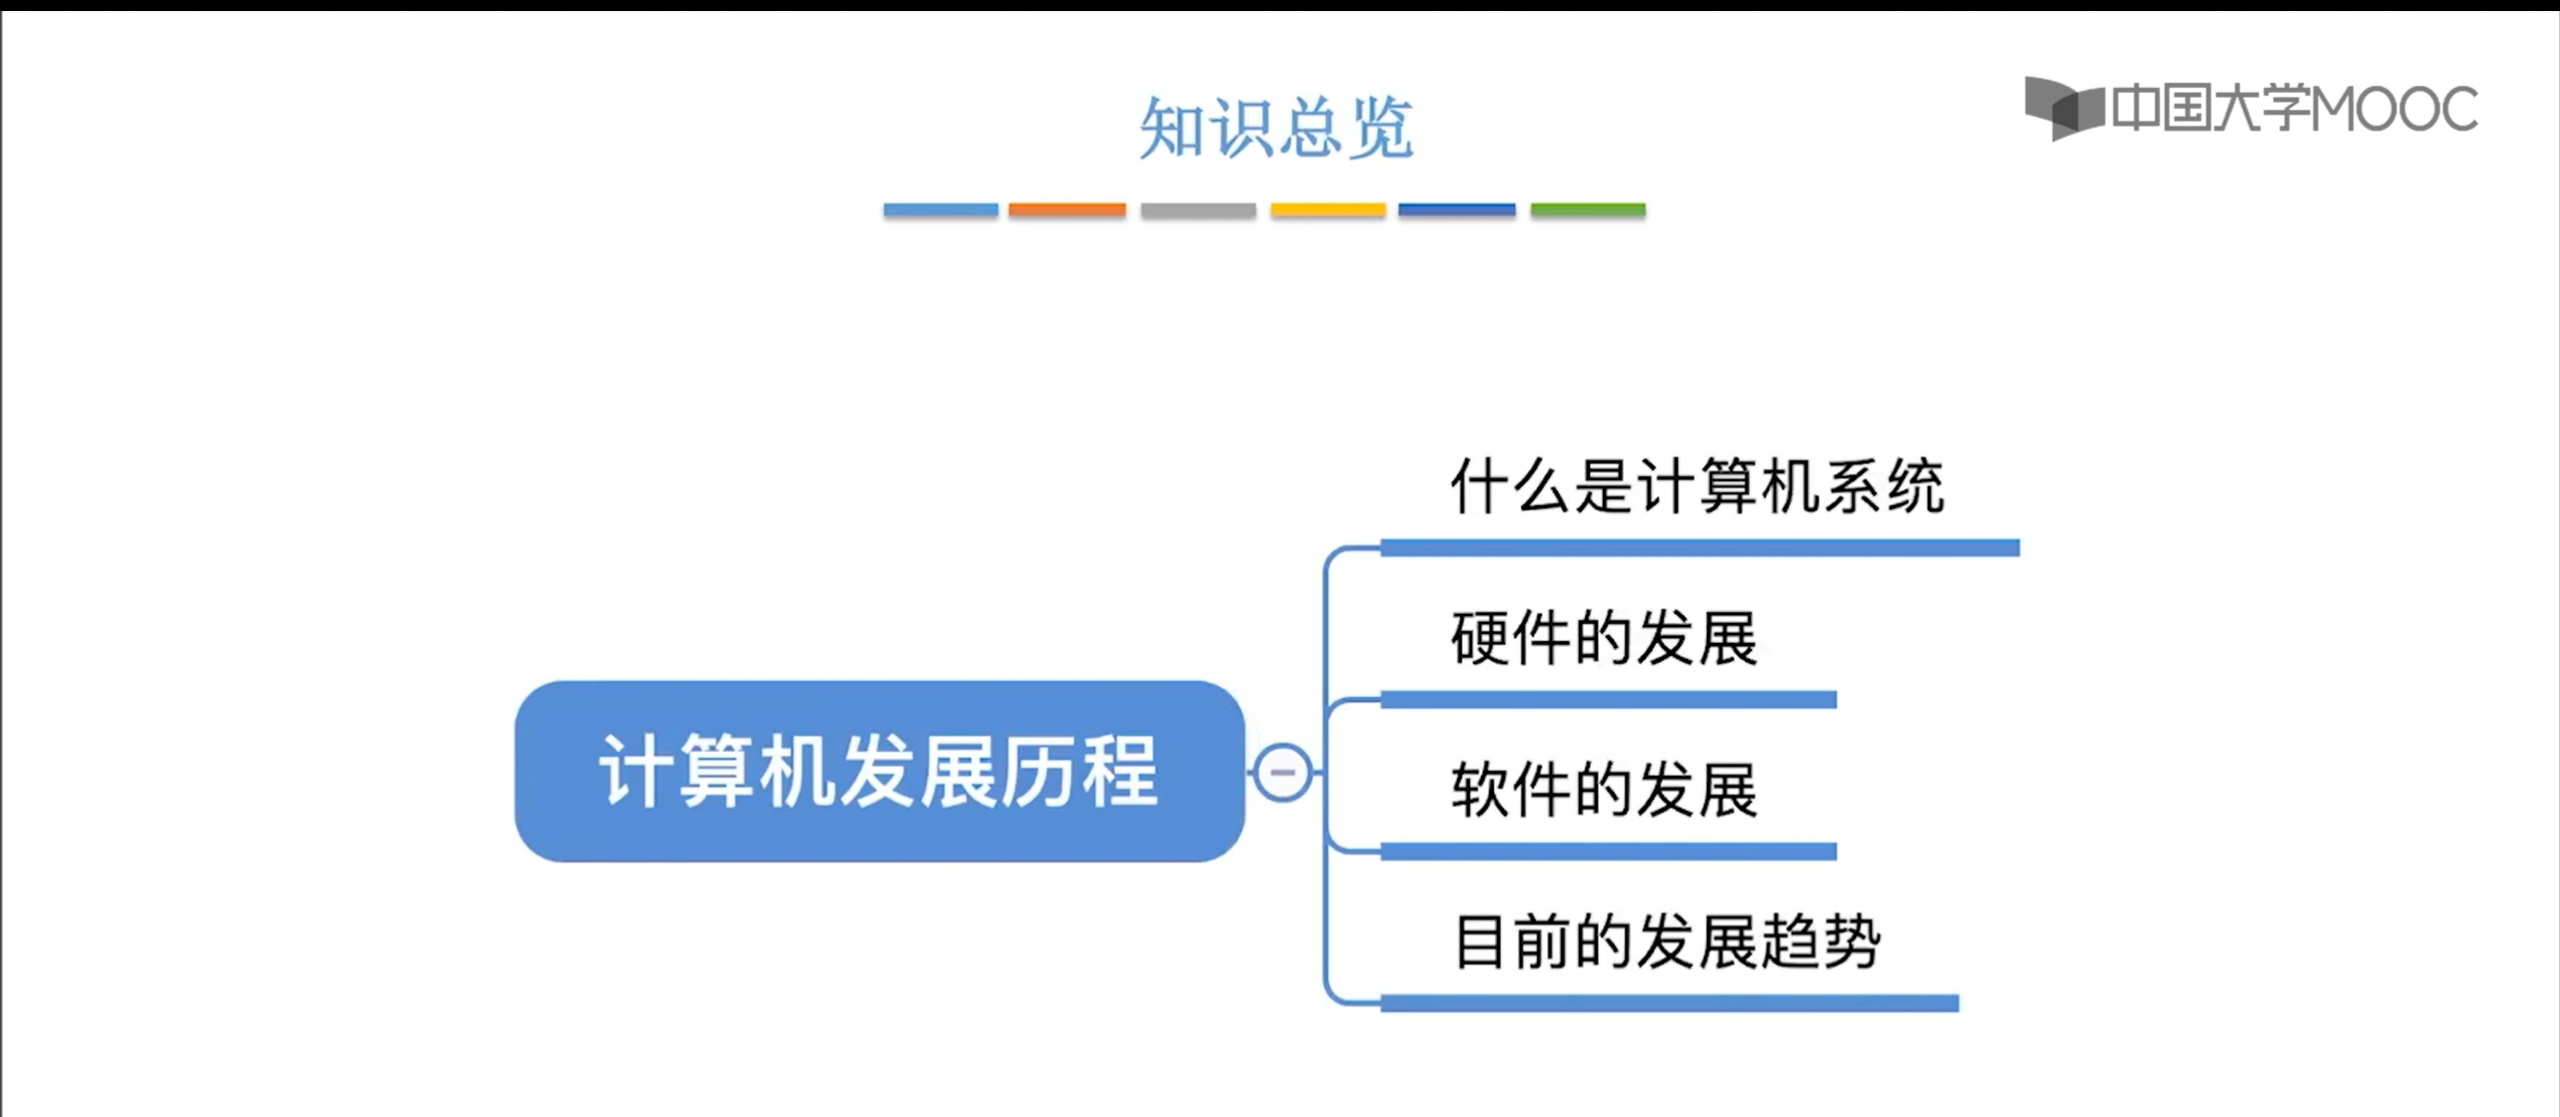 知识总览
中国大学MOOC
什么是计算机系统
硬件的发展
计算机发展历程
软件的发展
目前的发展趋势